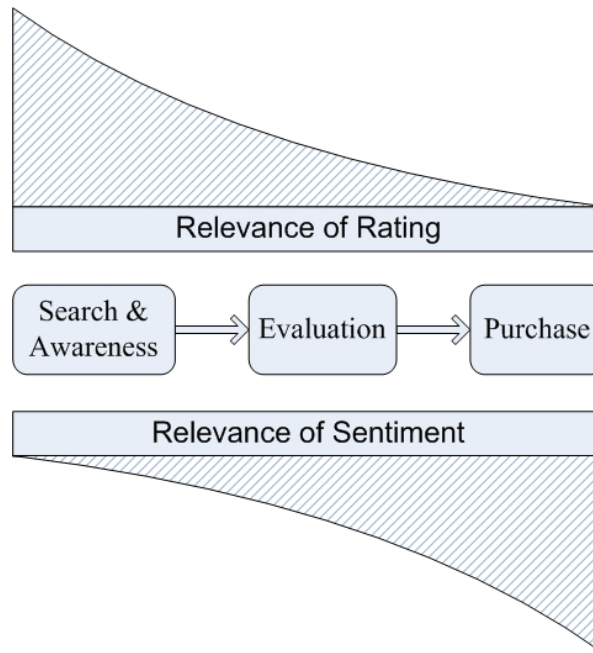 Relevance of Rating
Search &
Awareness
Evaluation
Purchase
Relevance of Sentiment